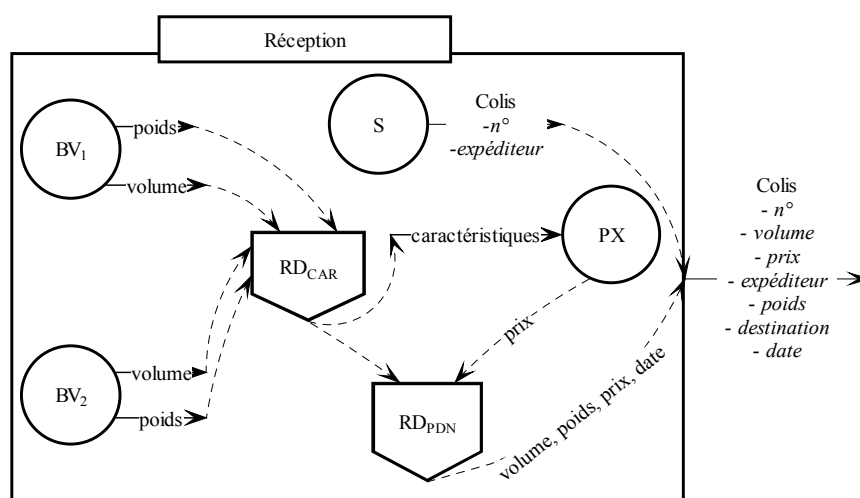 Réception
BV1
poids
volume
S
Colis
-n°
-expéditeur
RDCAR
caractéristiques
PX
Colis
- n°
- volume
- prix
- expéditeur
- poids
- destination
- date
BV2
volume
poids
prix
RDPDN
volume, poids, prix, date